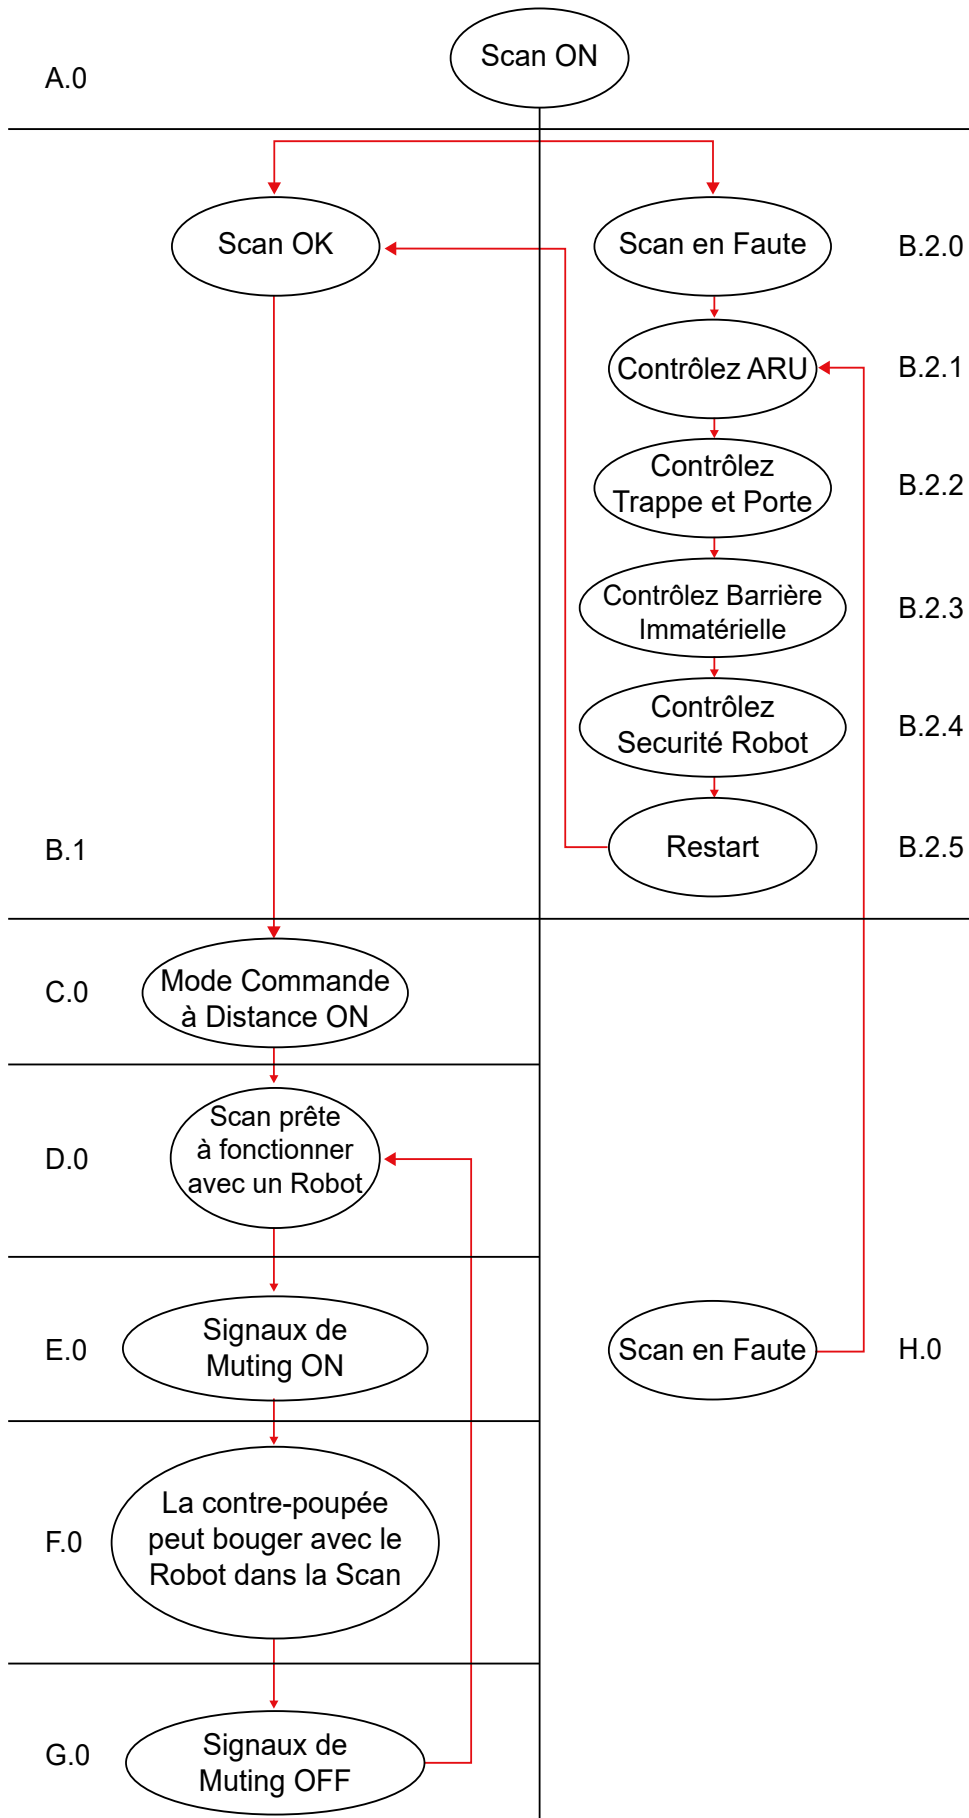 Scan ON
A.0
Scan OK
Scan en Faute
B.2.0
Contrôlez ARU
B.2.1
Contrôlez
Trappe et Porte
B.2.2
Contrôlez Barrière
Immatérielle
B.2.3
Contrôlez
Securité Robot
B.2.4
B.1
Restart
B.2.5
C.0
Mode Commande
à Distance ON
D.0
Scan prête
à fonctionner
avec un Robot
E.0
Signaux de
Muting ON
Scan en Faute
H.0
F.0
La contre-poupée
peut bouger avec le
Robot dans la Scan
G.0
Signaux de
Muting OFF